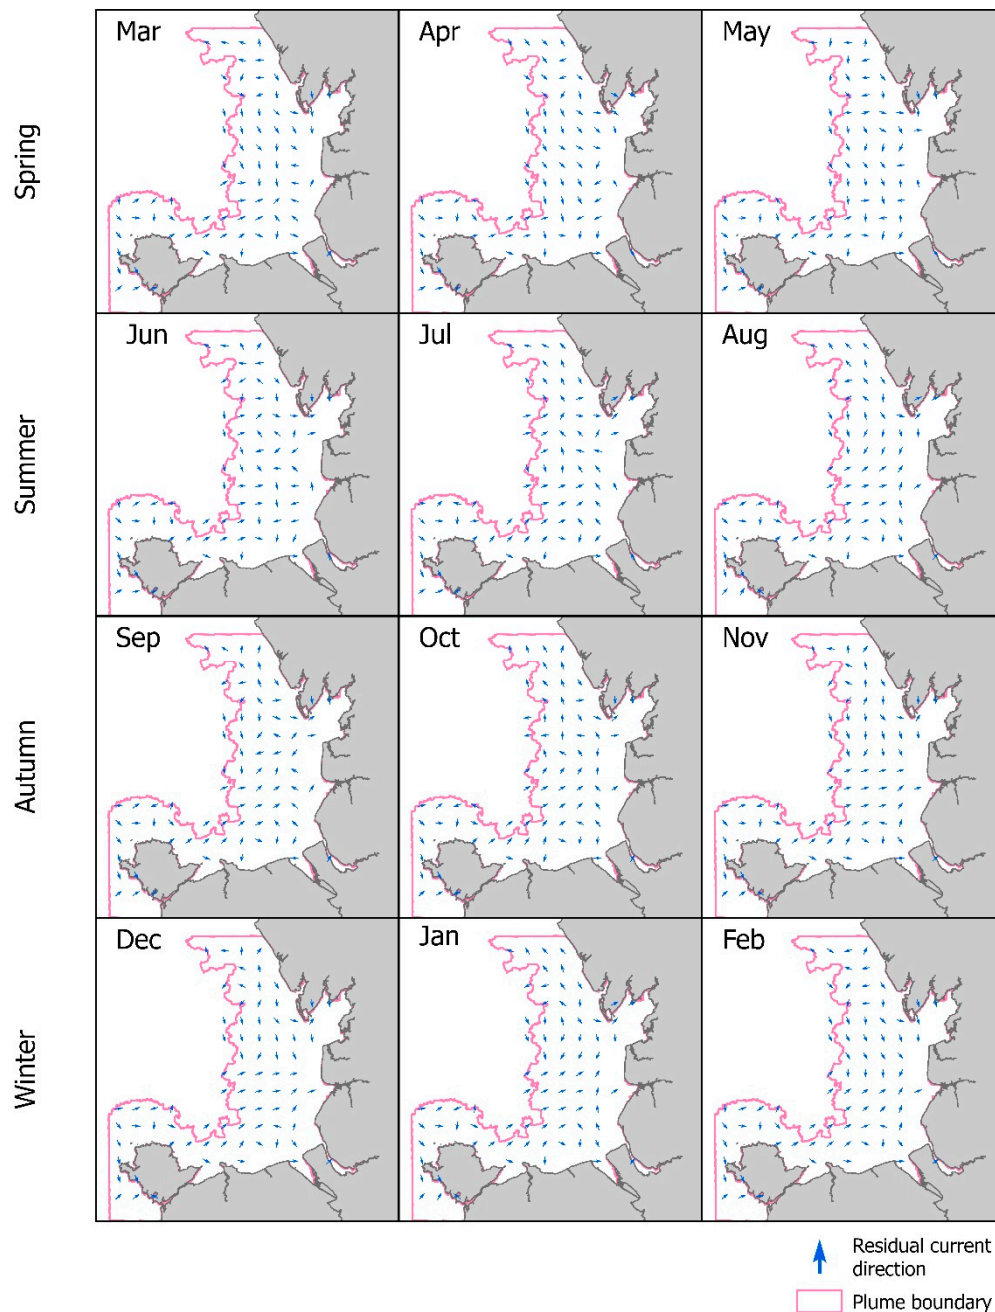 Spring
Mar
Apr
May
Summer
Jun
Jul
Aug
Autumn
Sep
Oct
Nov
Winter
Dec
Jan
Feb
Residual current
direction
Plume boundary